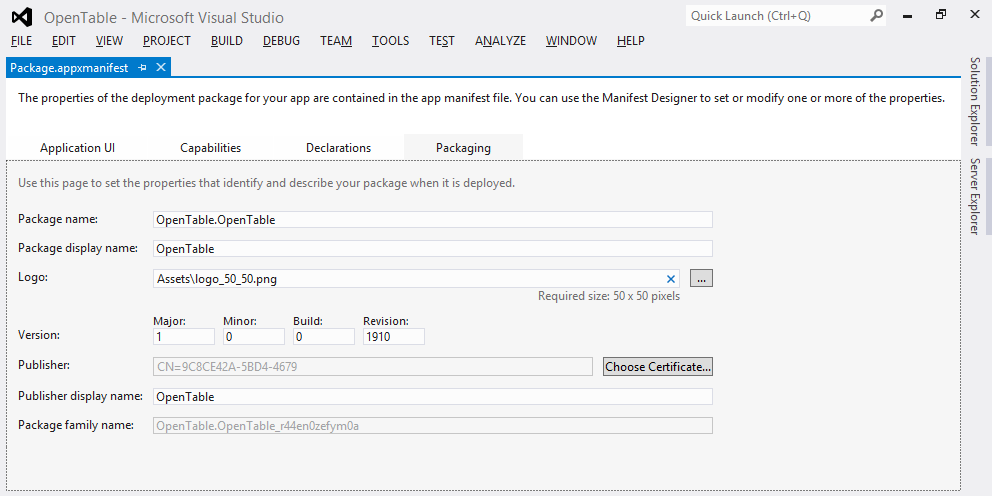 OpenTable - Microsoft Visual Studio
Quick Launch (Ctrl+Q)
FILE EDIT VIEW PROJECT BUILD DEBUG TEAM TOOLS TEST ANALYZE WINDOW HELP
Package.appxmanifest
The properties of the deployment package for your app are contained in the app manifest file. You can use the Manifest Designer to set or modify one or more of the properties.
Application UI Capabilities Declarations Packaging
Use this page to set the properties that identify and describe your package when it is deployed.
Package name: OpenTable.OpenTable
Package display name: OpenTable
Logo: Assets\logo_50_50.png ...
Required size: 50 x 50 pixels
Major: Minor: Build: Revision:
Version: 1 0 0 1910
Publisher: CN=9C8CE42A-5BD4-4679 Choose Certificate...
Publisher display name: OpenTable
Package family name: OpenTable.OpenTable_r44en0zefym0a
Solution Explorer
Server Explorer